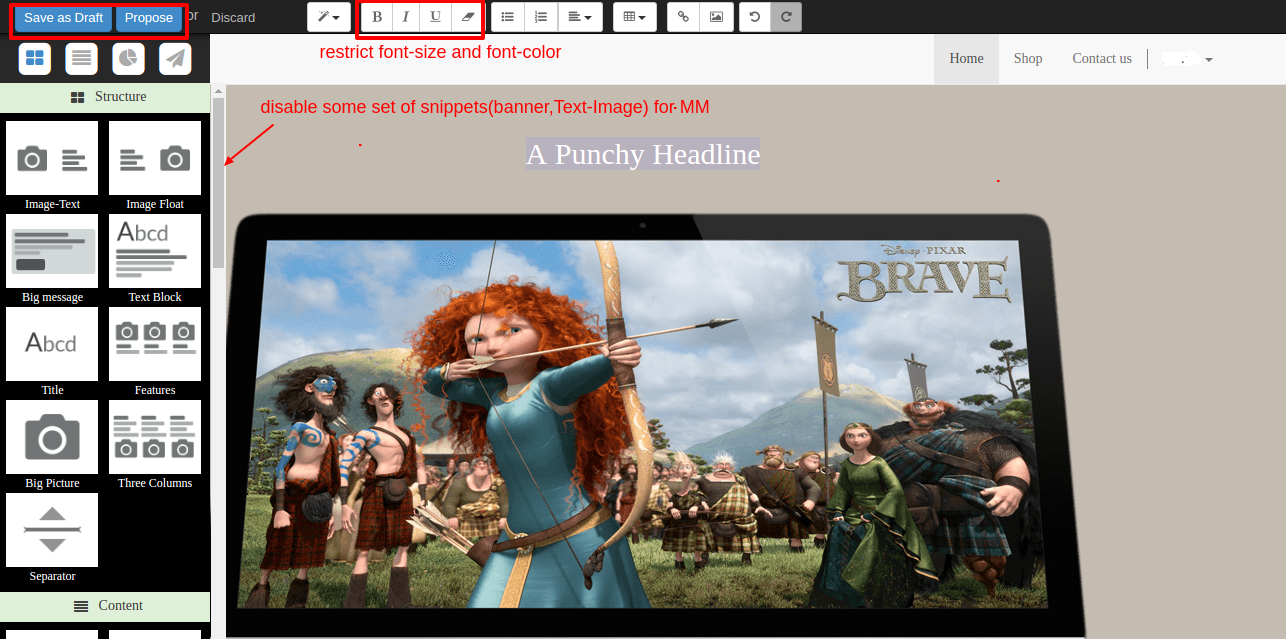 Save as Draft Propose or Discard
B I U
restrict font-size and font-color
Home Shop Contact us
Structure
disable some set of snippets(banner,Text-Image) for MM
A Punchy Headline
Image-Text Image Float
Abcd
Big message Text Block
Abcd
Title Features
Big Picture Three Columns
Separator
Content
Disney·PIXAR
BRAVE